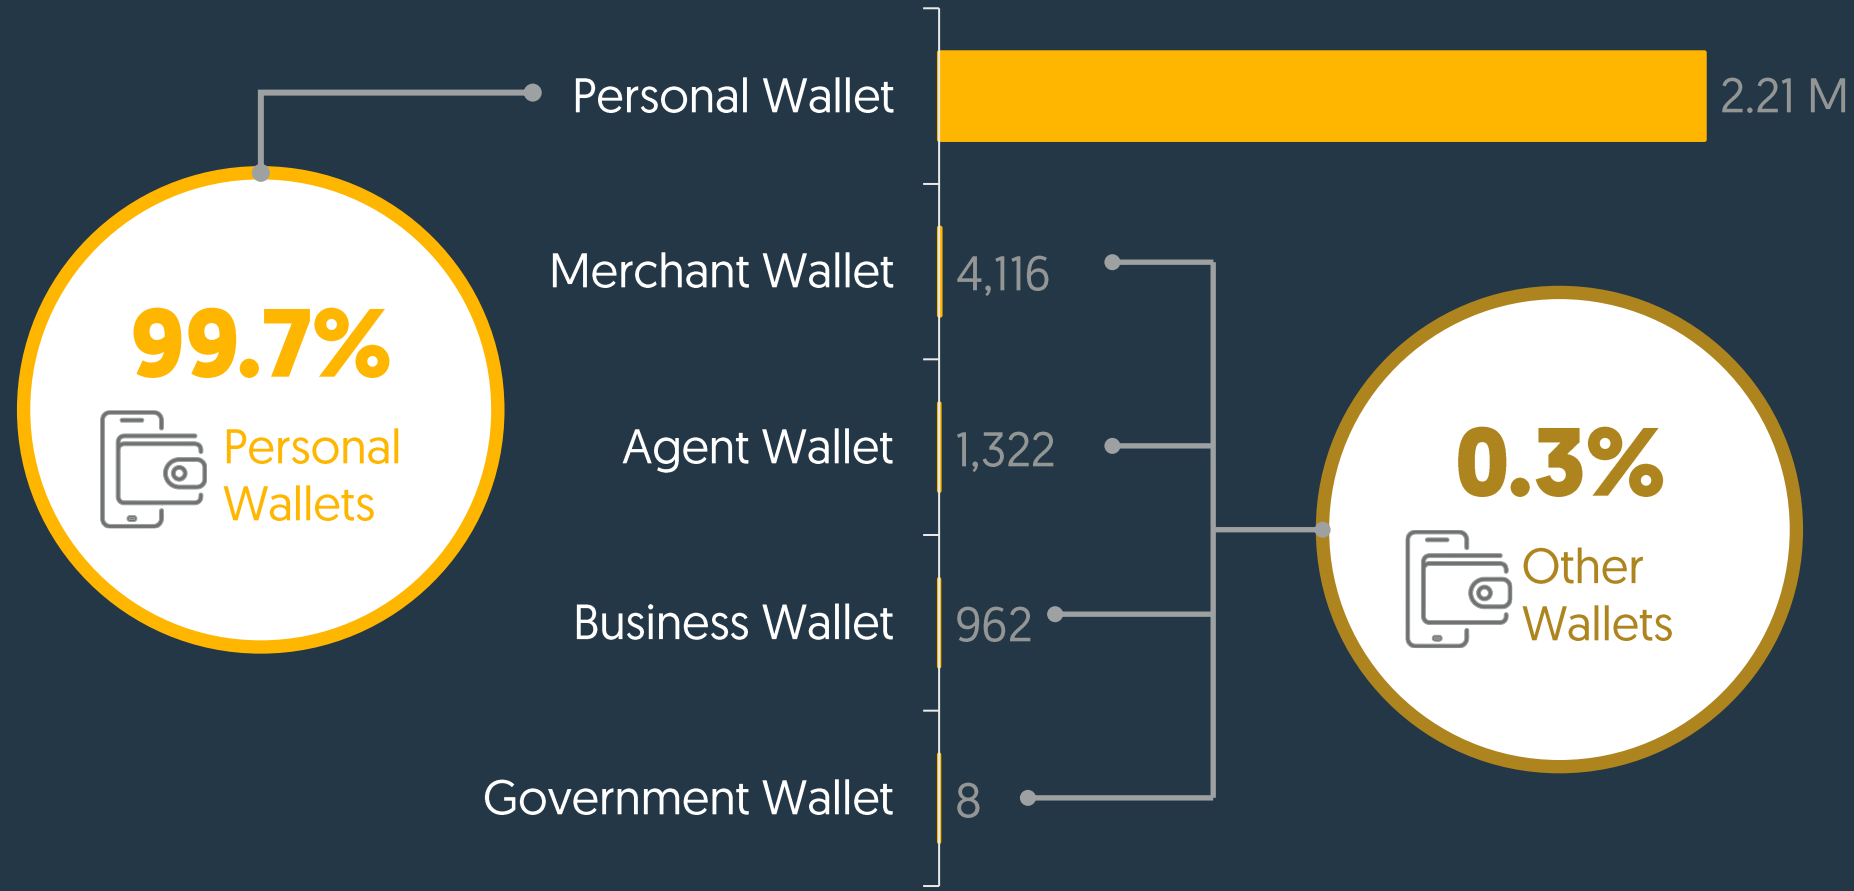 Personal Wallet
2.21 M
99.7%
Personal
Wallets
Merchant Wallet
4,116
Agent Wallet
1,322
Business Wallet
962
Government Wallet
8
0.3%
Other
Wallets